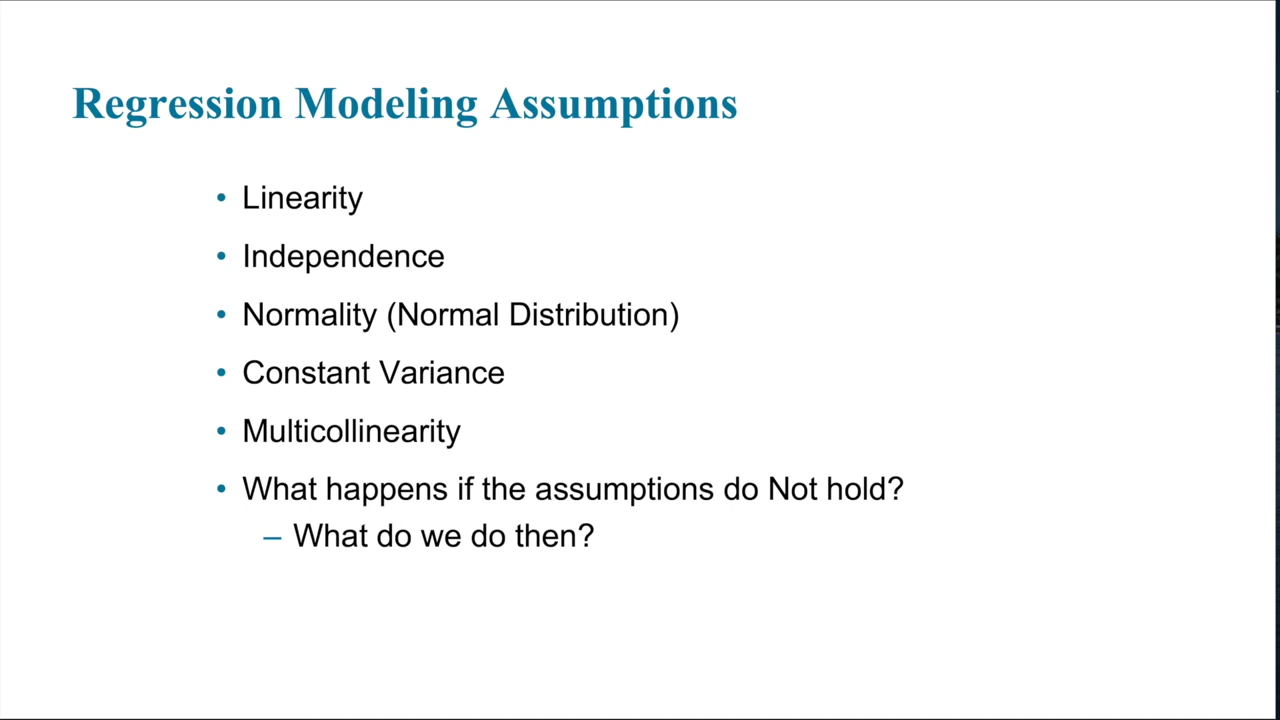 Regression Modeling Assumptions
• Linearity
• Independence
• Normality (Normal Distribution)
• Constant Variance
• Multicollinearity
• What happens if the assumptions do Not hold?
– What do we do then?